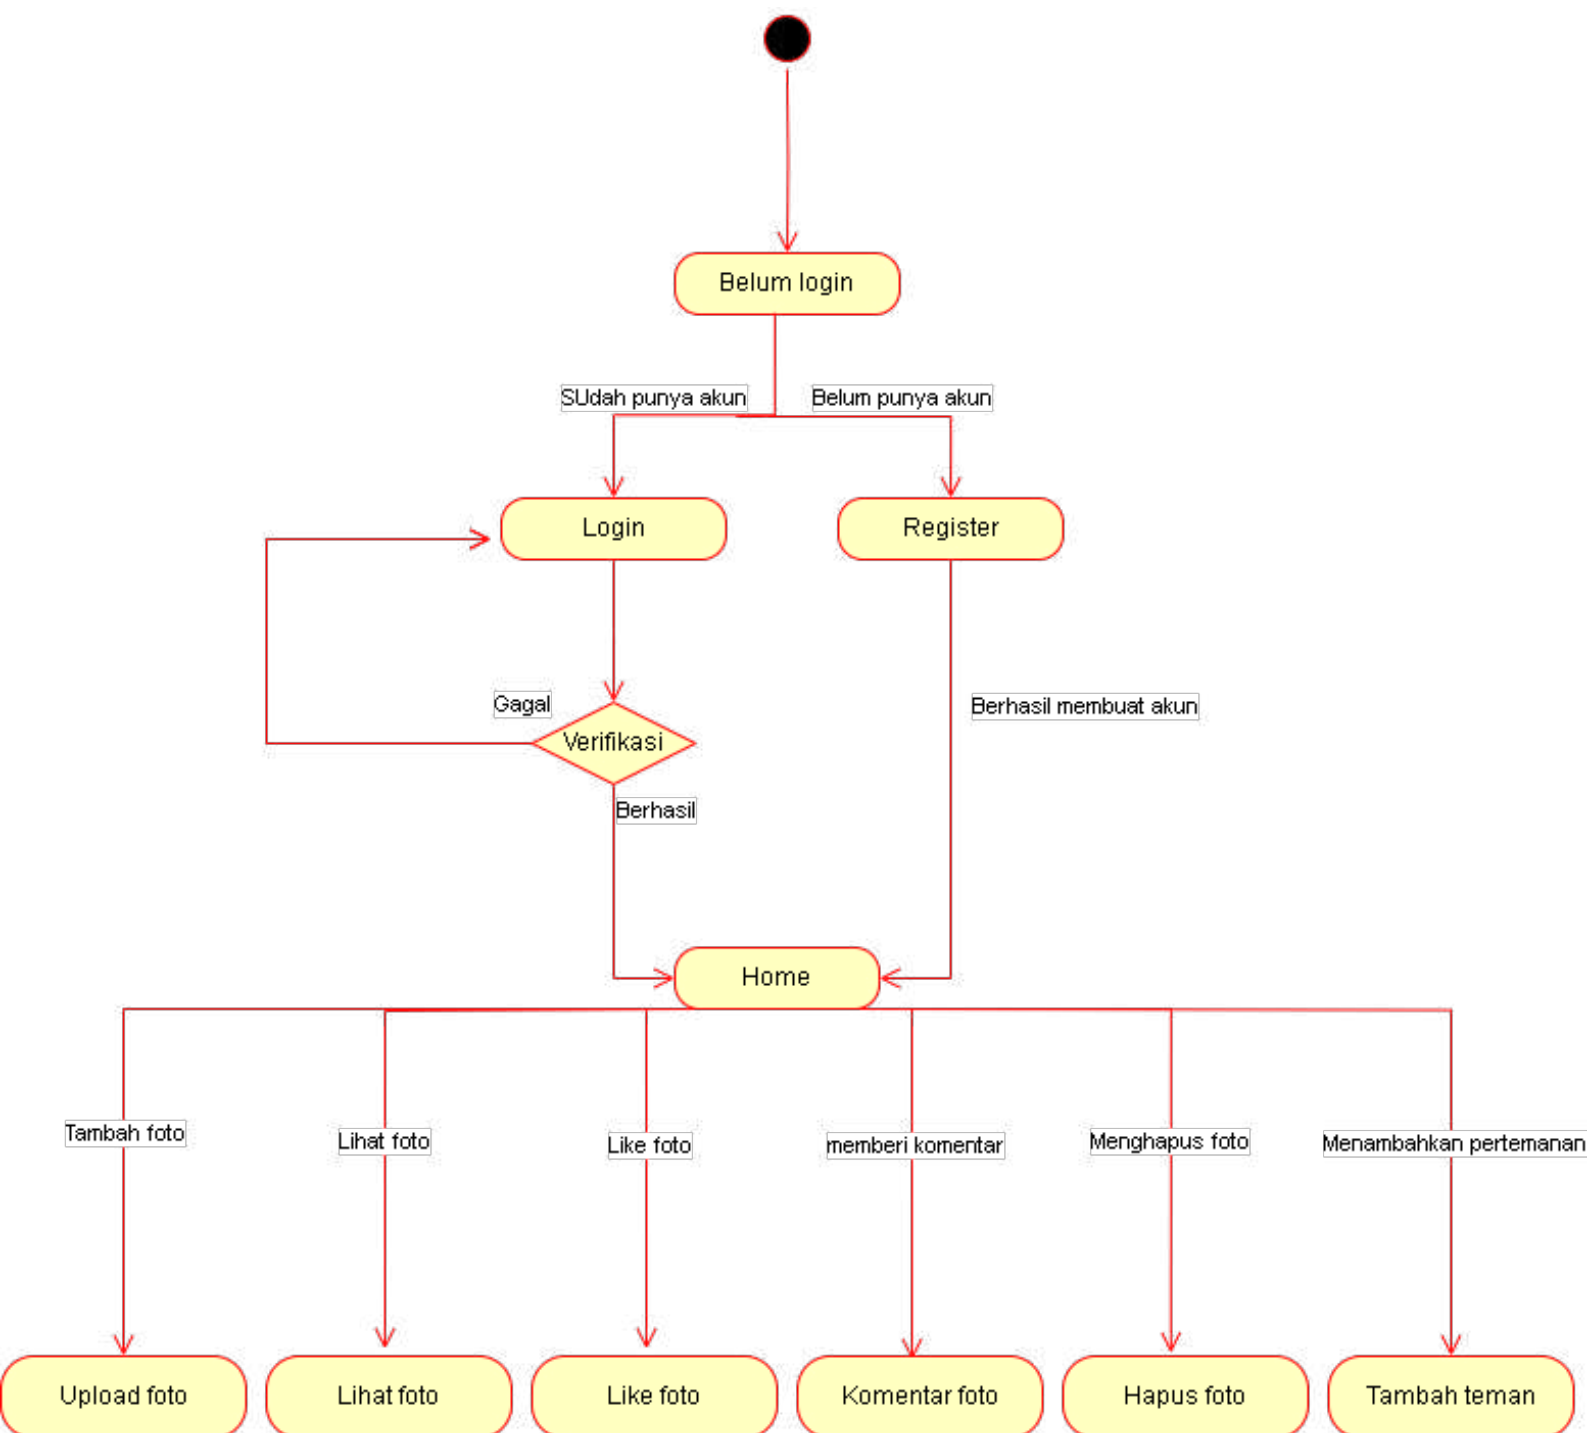 Belum login
SUdah punya akun
Belum punya akun
Login
Register
Gagal
Berhasil membuat akun
Verifikasi
Berhasil
Home
Tambah foto
Lihat foto
Like foto
memberi komentar
Menghapus foto
Menambahkan pertemanan
Upload foto
Lihat foto
Like foto
Komentar foto
Hapus foto
Tambah teman